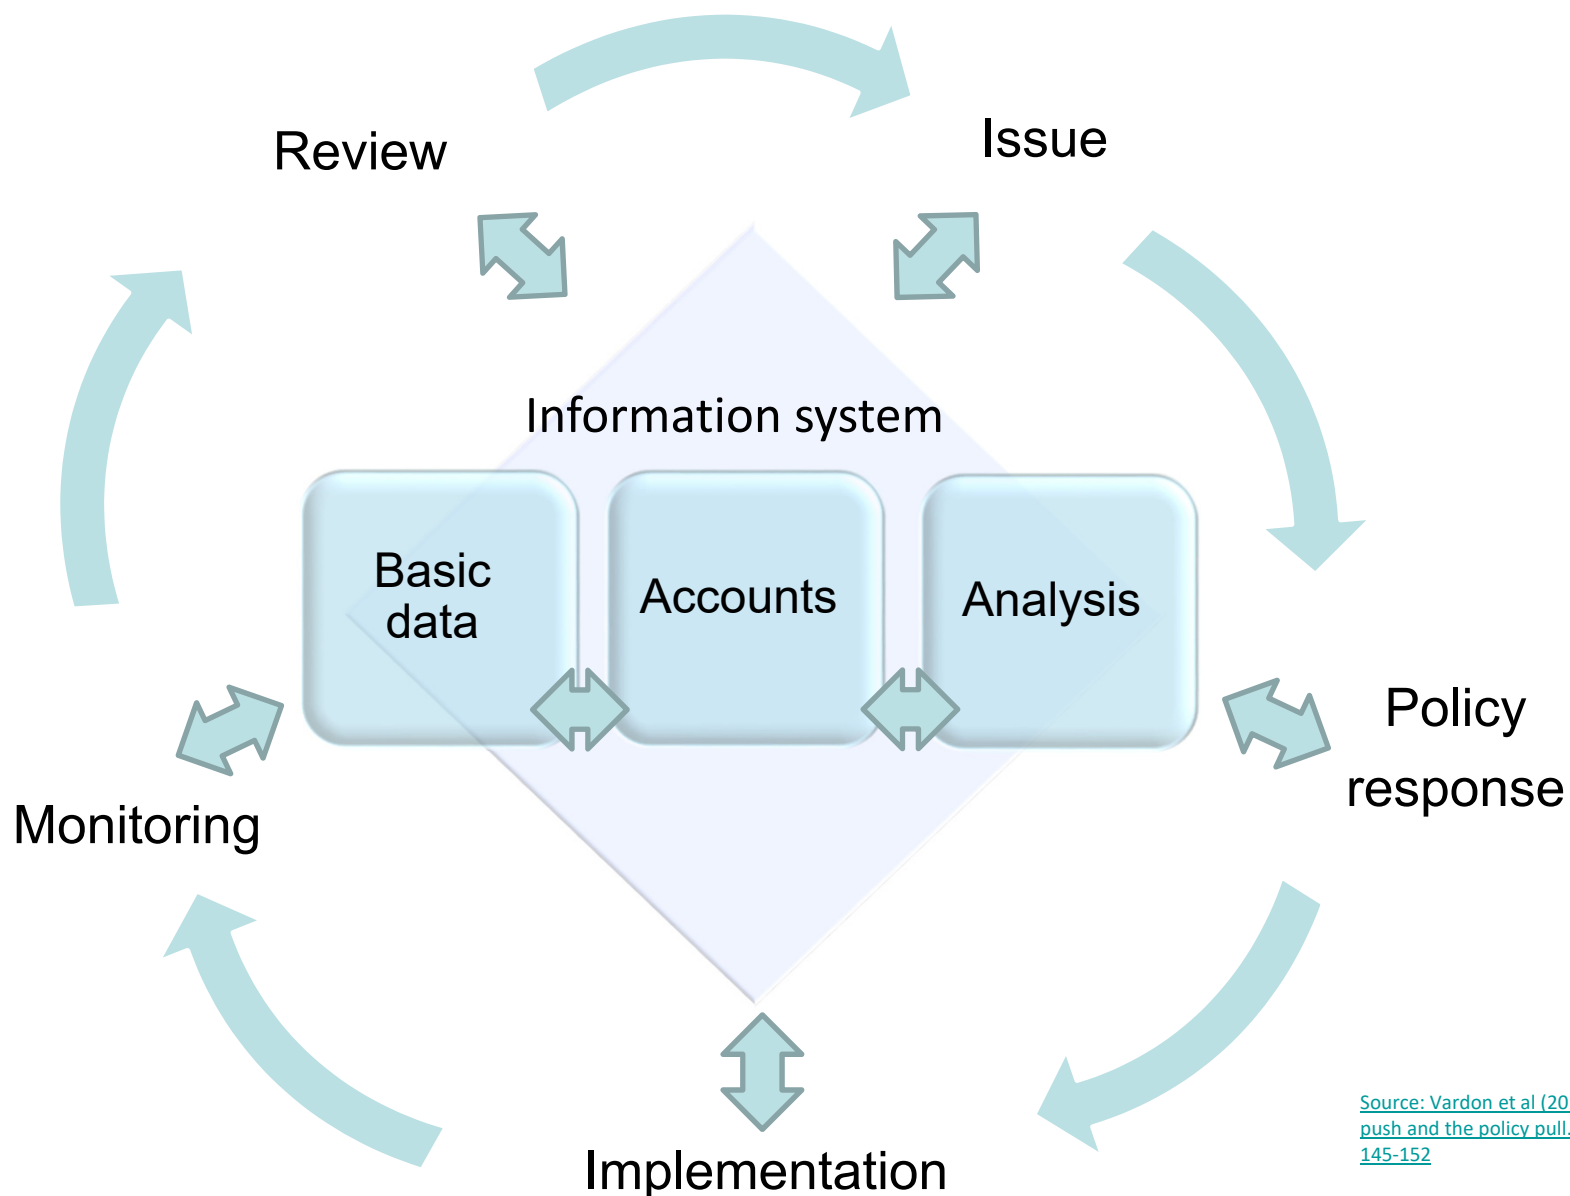 Review
Issue
Information system
Basic
data
Accounts
Analysis
Policy
response
Monitoring
Implementation
Source: Vardon et al (20
push and the policy pull.
145-152